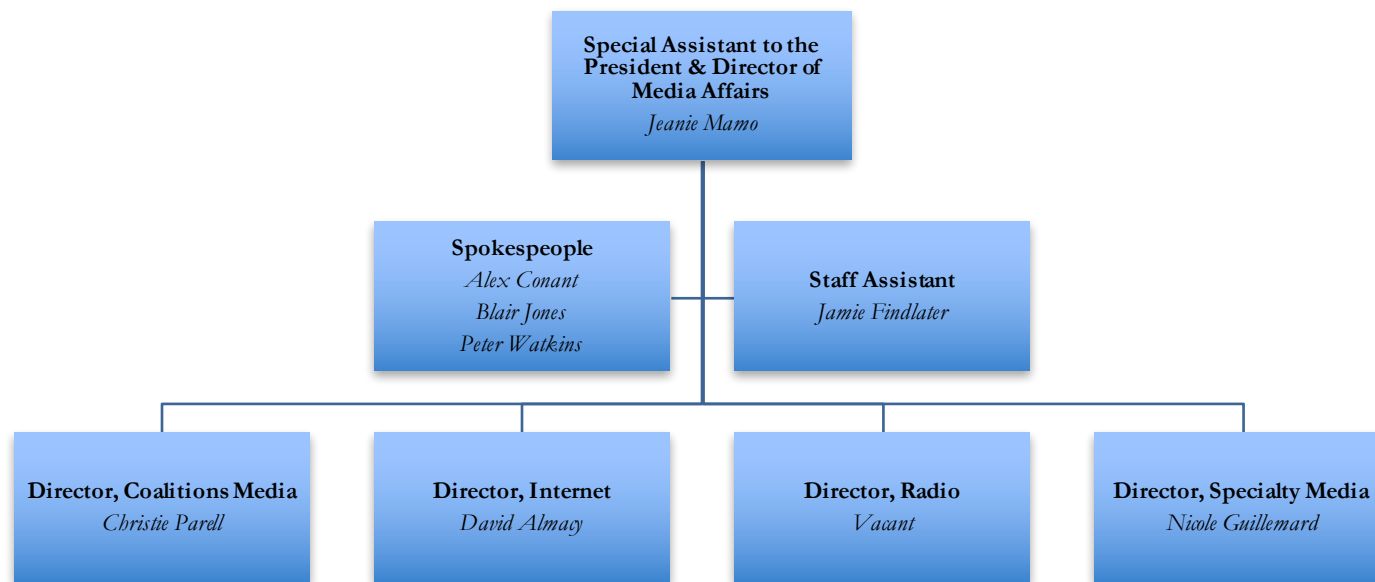 Special Assistant to the
President & Director of
Media Affairs
Jeanie Mamo
Spokespeople
Alex Conant
Blair Jones
Peter Watkins
Staff Assistant
Jamie Findlater
Director, Coalitions Media
Christie Parell
Director, Internet
David Almacy
Director, Radio
Vacant
Director, Specialty Media
Nicole Guillemard